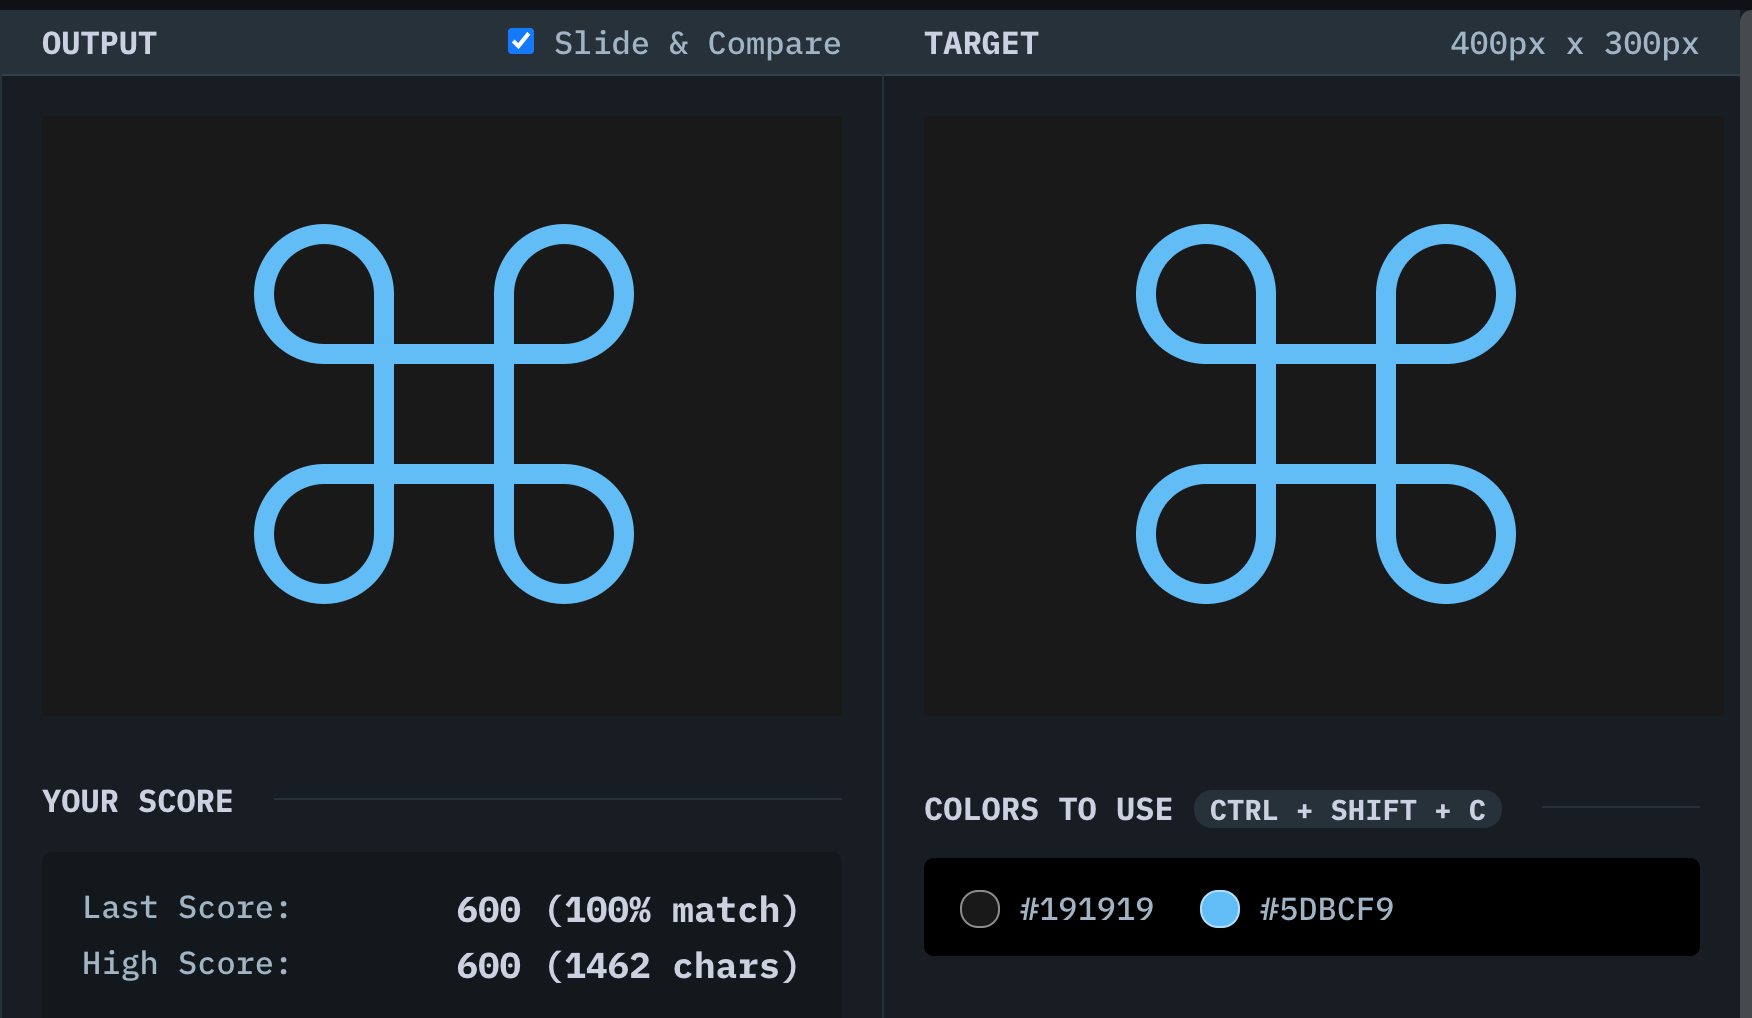 OUTPUT
Slide & Compare
TARGET
400px x 300px
YOUR SCORE
Last Score: 600 (100% match)
High Score: 600 (1462 chars)
COLORS TO USE CTRL + SHIFT + C
#191919 #5DBCF9